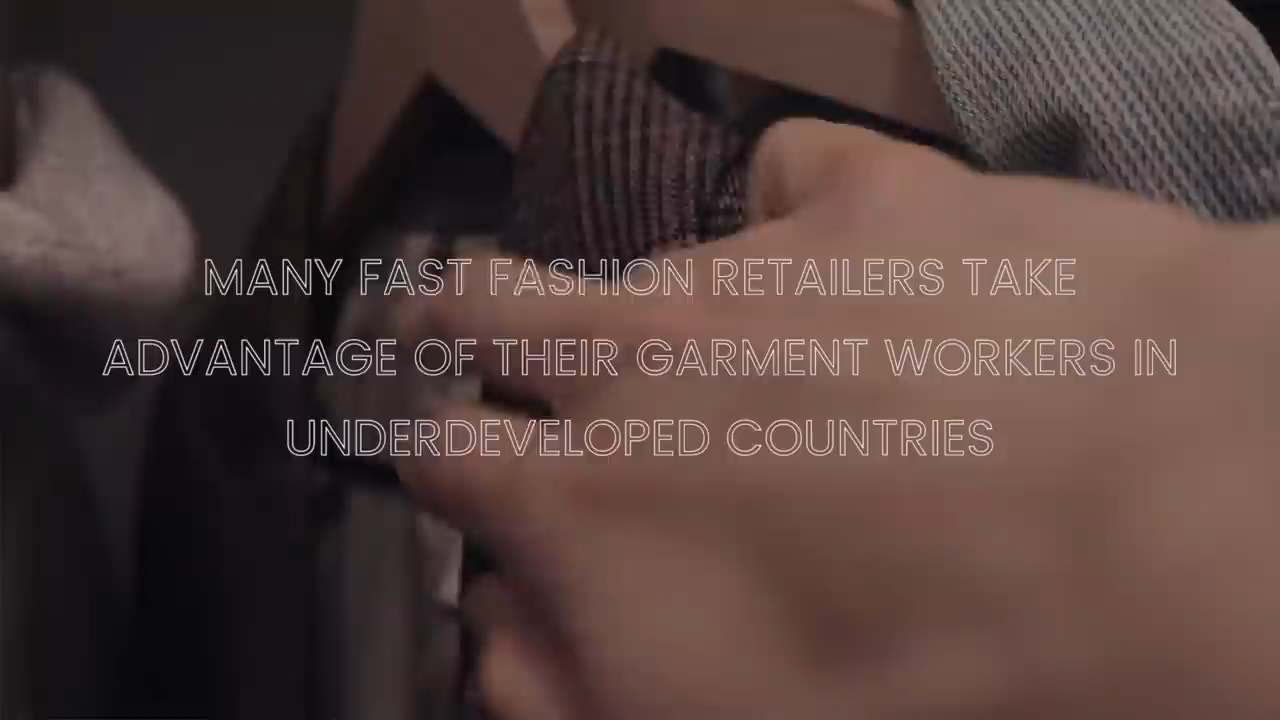 MANY FAST FASHION RETAILERS TAKE
ADVANTAGE OF THEIR GARMENT WORKERS IN
UNDERDEVELOPED COUNTRIES